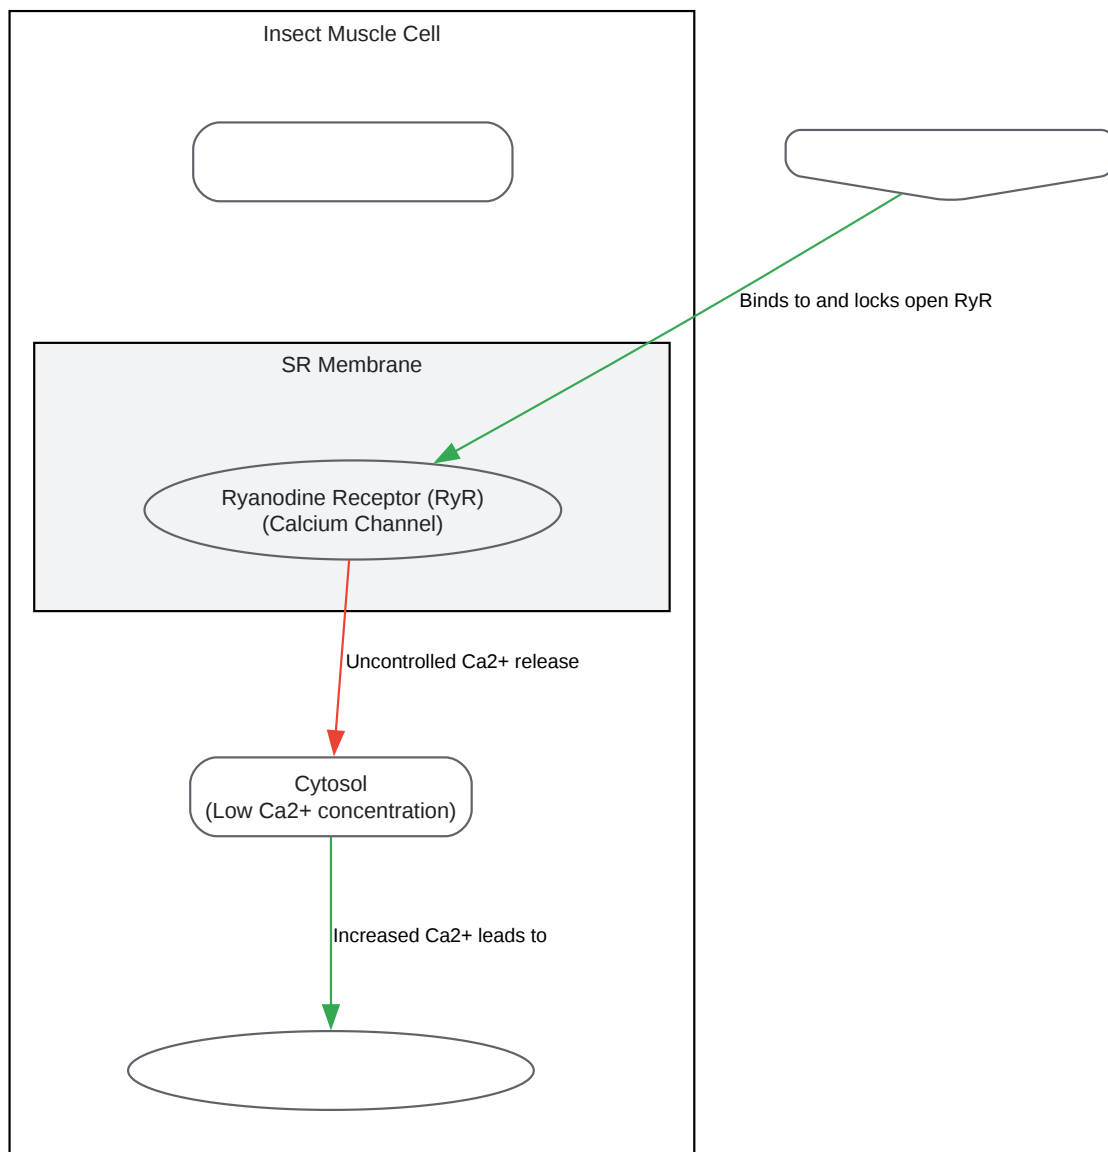 Insect Muscle Cell
Binds to and locks open RyR
SR Membrane
Ryanodine Receptor (RyR)
(Calcium Channel)
Uncontrolled Ca2+ release
Cytosol
(Low Ca2+ concentration)
Increased Ca2+ leads to